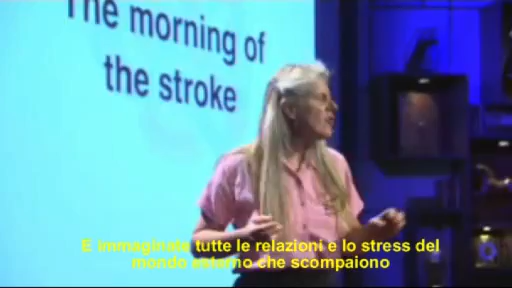 The morning of
the stroke
E immaginate tutte le relazioni e lo stress del
mondo esterno che scompaiono